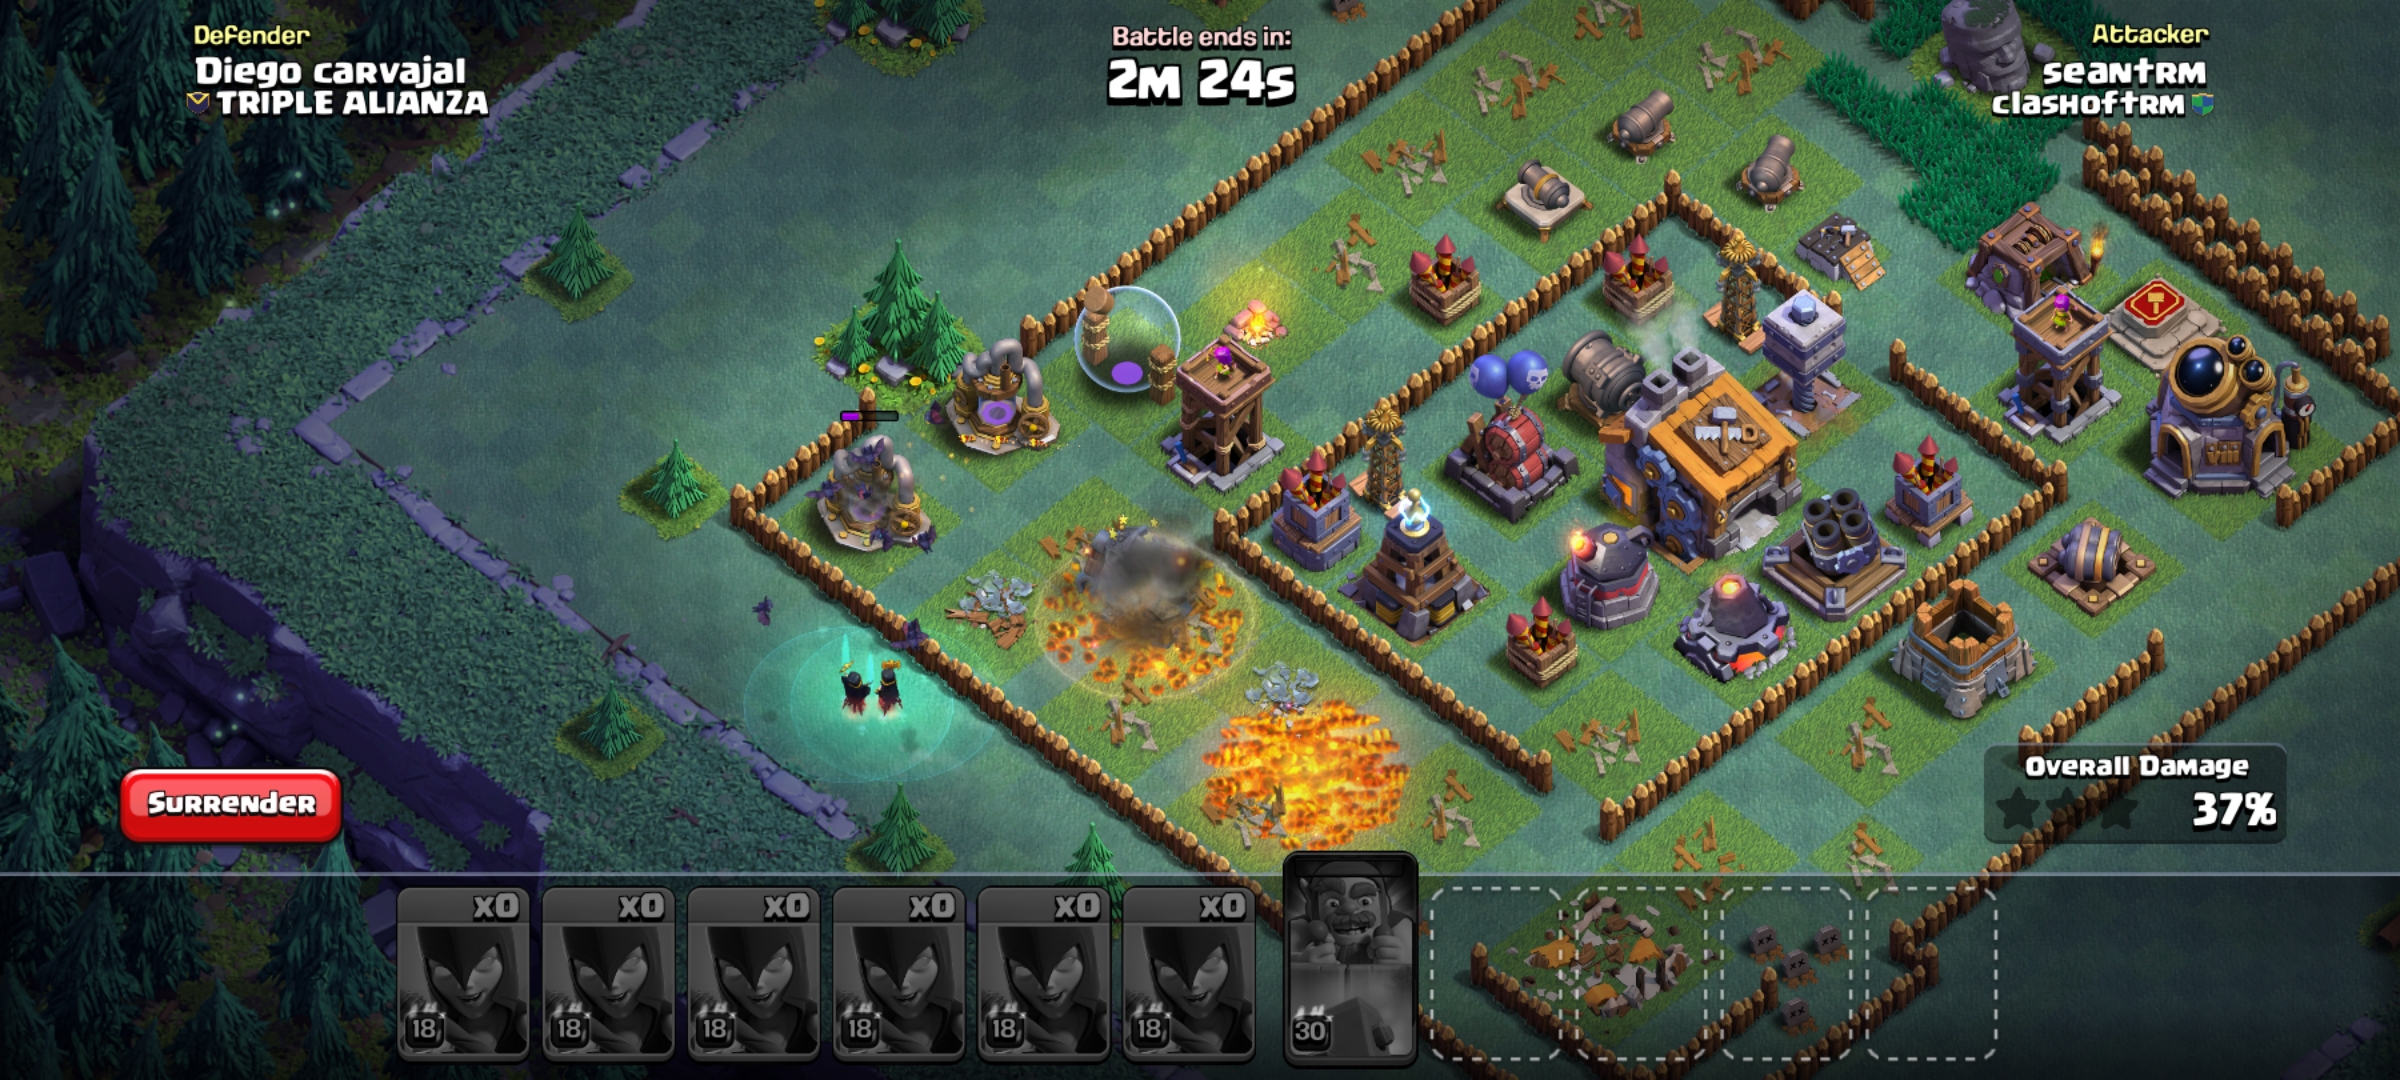 Defender
Diego carvajal
TRIPLE ALIANZA
Battle ends in:
2M 24s
Attacker
seantRM
clashoftRM
Surrender
Overall Damage
37%
x0
x0
x0
x0
x0
x0
18
18
18
18
18
18
30